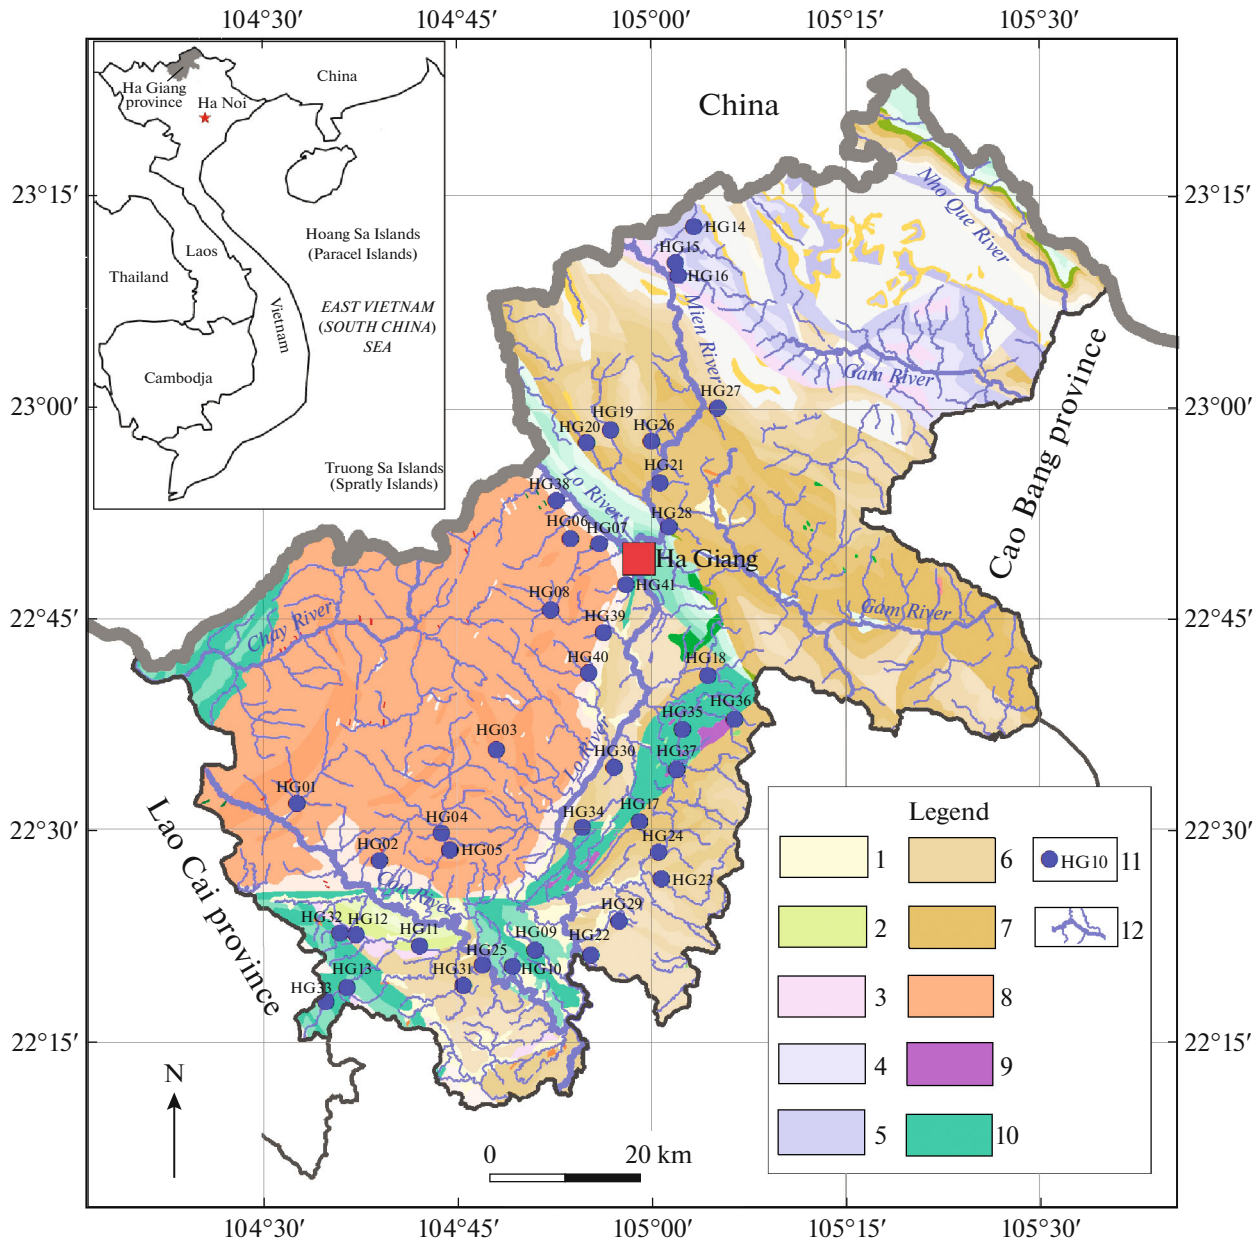 104°30′ 104°45′ 105°00′ 105°15′ 105°30′
China
Ha Giang
province
Ha Noi
China
Hoang Sa Islands
(Paracel Islands)
Laos
Thailand
EAST VIETNAM
(SOUTH CHINA)
SEA
Vietnam
Cambodja
Truong Sa Islands
(Spratly Islands)
23°15′
23°15′
Nho Que River
HG14
HG15
HG16
Mien River
Gam River
23°00′
23°00′
HG27
HG19
HG20
HG26
HG21
Cao Bang province
Lo River
HG38
HG06
HG07
HG28
Ha Giang
HG41
HG08
HG39
22°45′
22°45′
Chay River
Gam River
HG40
HG18
HG36
HG35
HG03
HG30
HG37
Lo River
HG01
HG04
HG34
HG17
22°30′
22°30′
HG02
HG05
HG24
HG23
Lao Cai province
Con River
HG29
HG32
HG12
HG11
HG09
HG22
HG25
HG10
HG13
HG31
HG33
22°15′
22°15′
Legend
1
6
HG10
11
2
7
12
3
8
4
9
5
10
N
0 20 km
104°30′ 104°45′ 105°00′ 105°15′ 105°30′